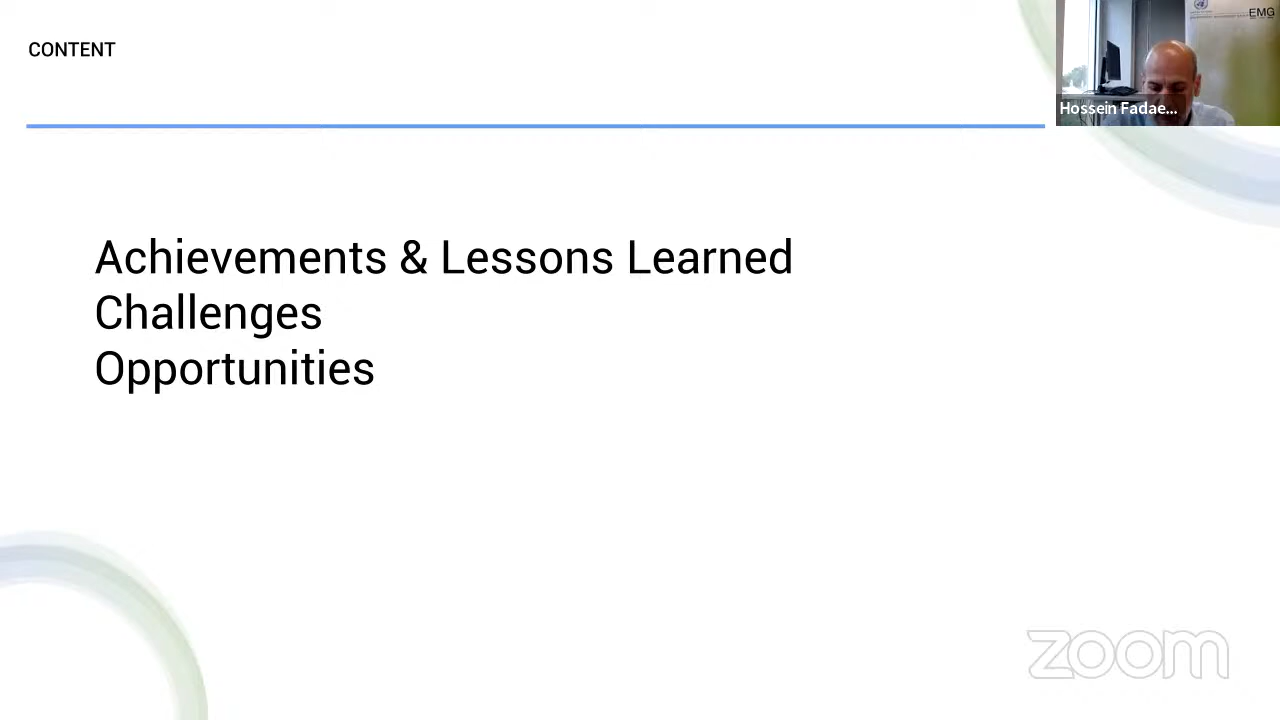 CONTENT
EMG
Hossein Fadae...
Achievements & Lessons Learned
Challenges
Opportunities
zoom